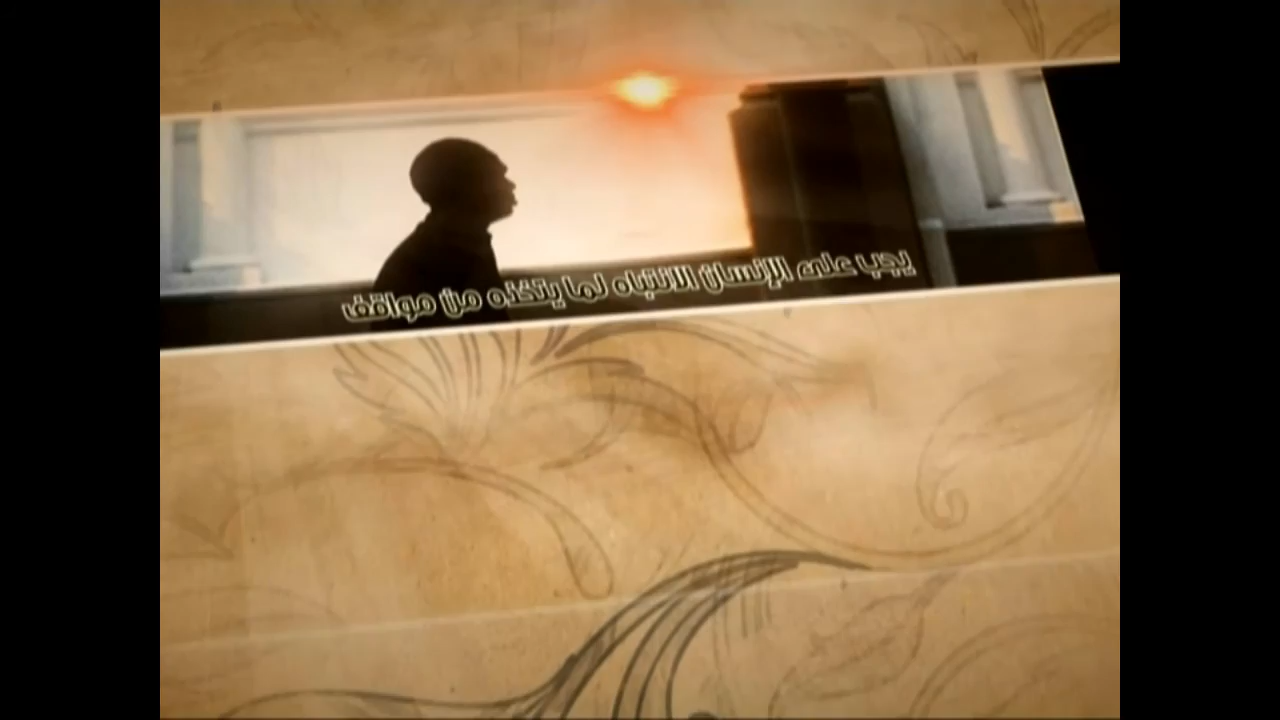 يجب على الإنسان الانتباه لما يتخذه من مواقف